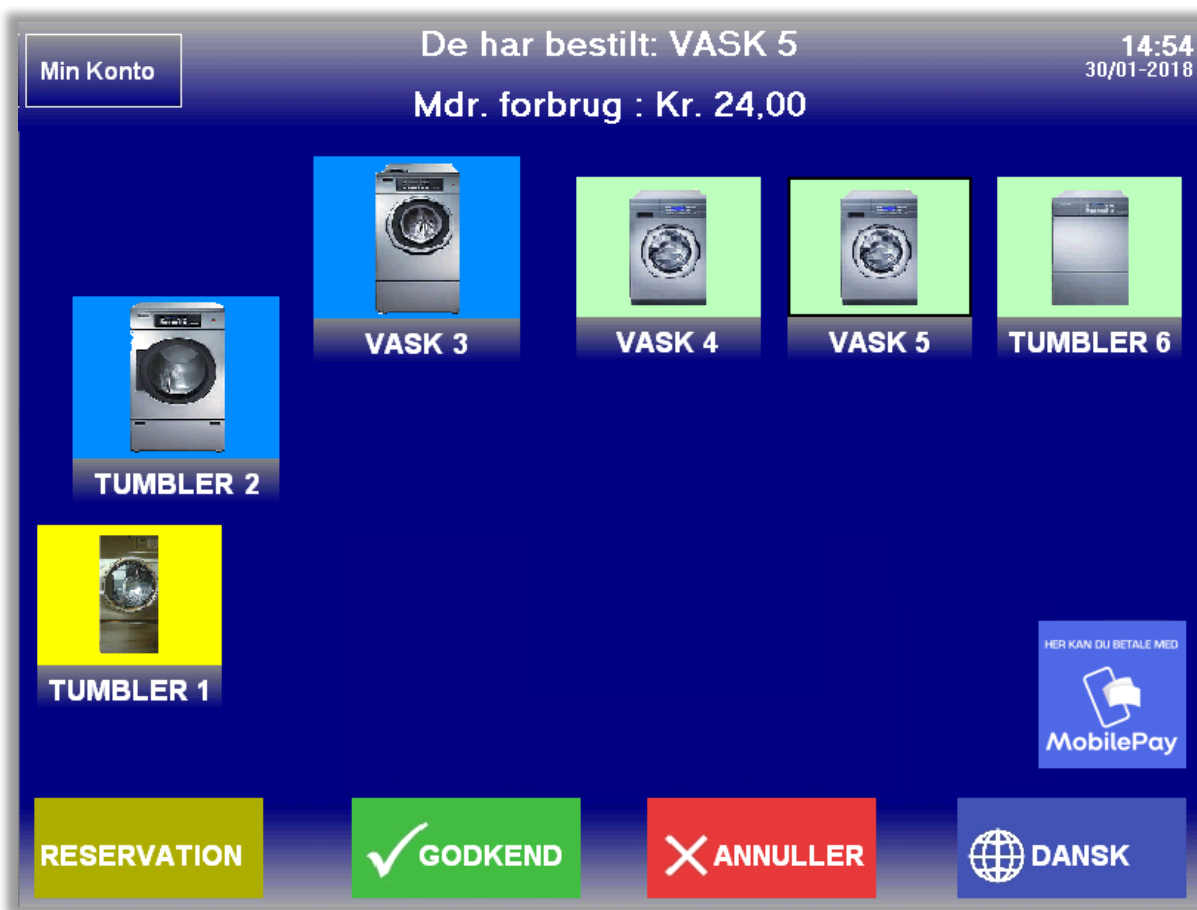 Min Konto
De har bestilt: VASK 5
Mdr. forbrug : Kr. 24,00
14:54
30/01-2018
VASK 3
VASK 4
VASK 5
TUMBLER 6
TUMBLER 2
TUMBLER 1
HER KAN DU BETALE MED
MobilePay
RESERVATION
GODKEND
ANNULLER
DANSK